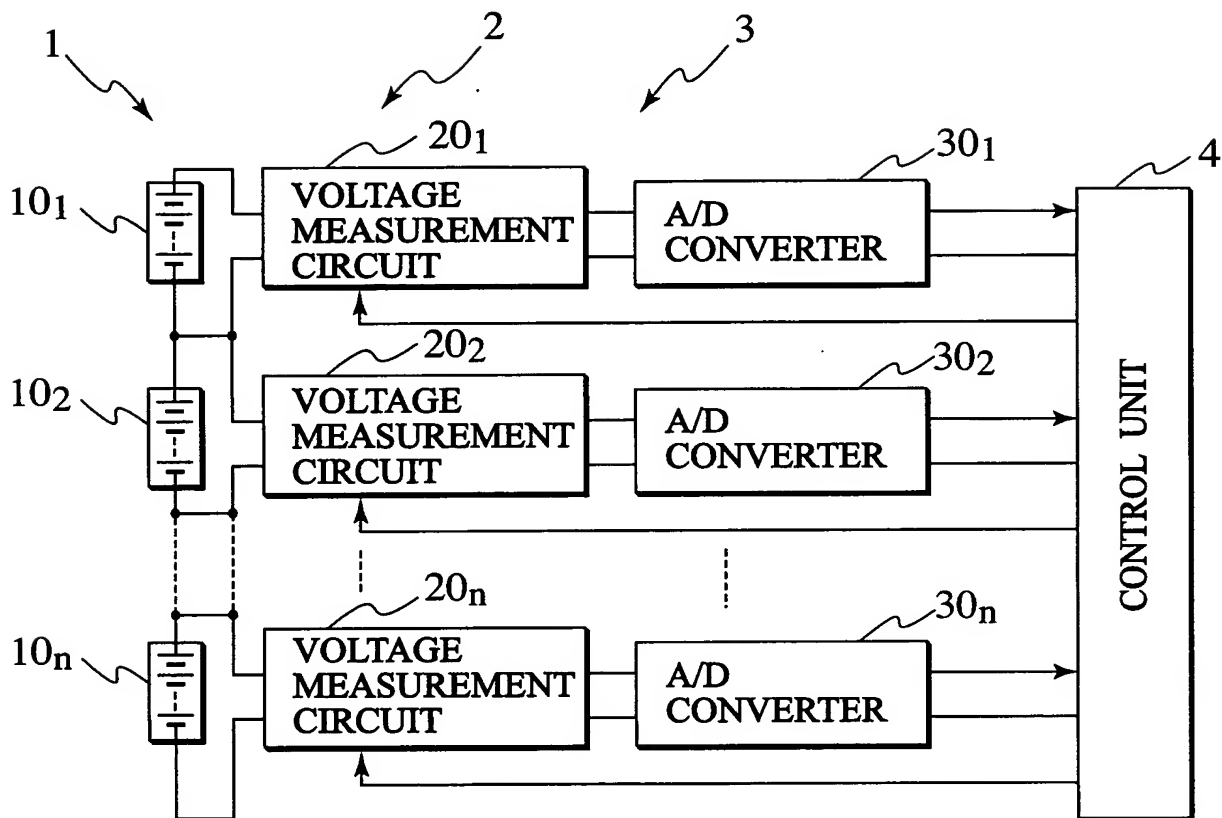 1
2
3
4
10₁
20₁
30₁
VOLTAGE
MEASUREMENT
CIRCUIT
A/D
CONVERTER
10₂
20₂
30₂
VOLTAGE
MEASUREMENT
CIRCUIT
A/D
CONVERTER
10ₙ
20ₙ
30ₙ
VOLTAGE
MEASUREMENT
CIRCUIT
A/D
CONVERTER
CONTROL UNIT